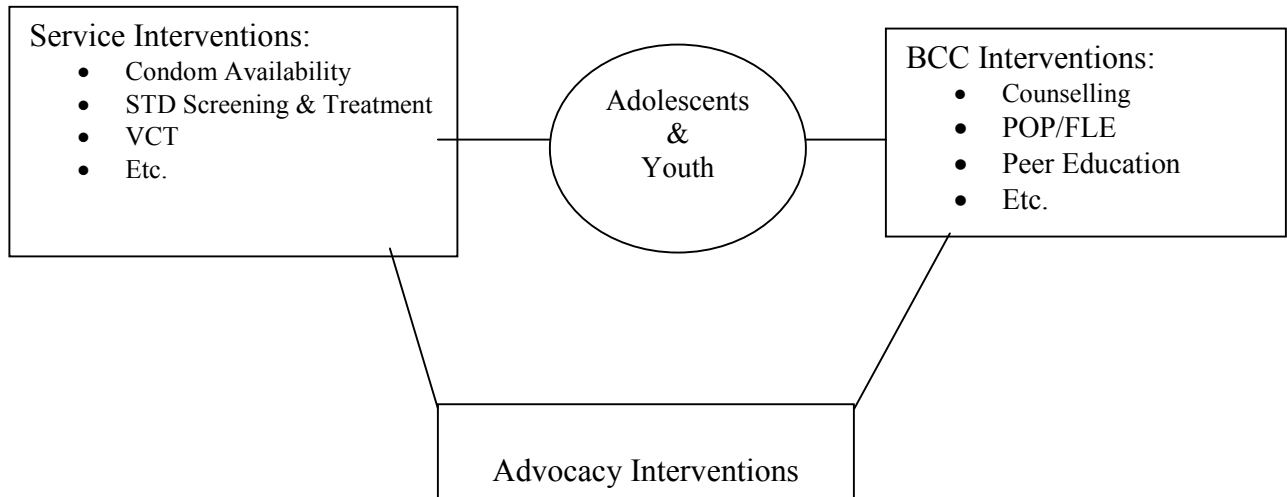 Service Interventions:
• Condom Availability
• STD Screening & Treatment
• VCT
• Etc.
Adolescents
&
Youth
BCC Interventions:
• Counselling
• POP/FLE
• Peer Education
• Etc.
Advocacy Interventions